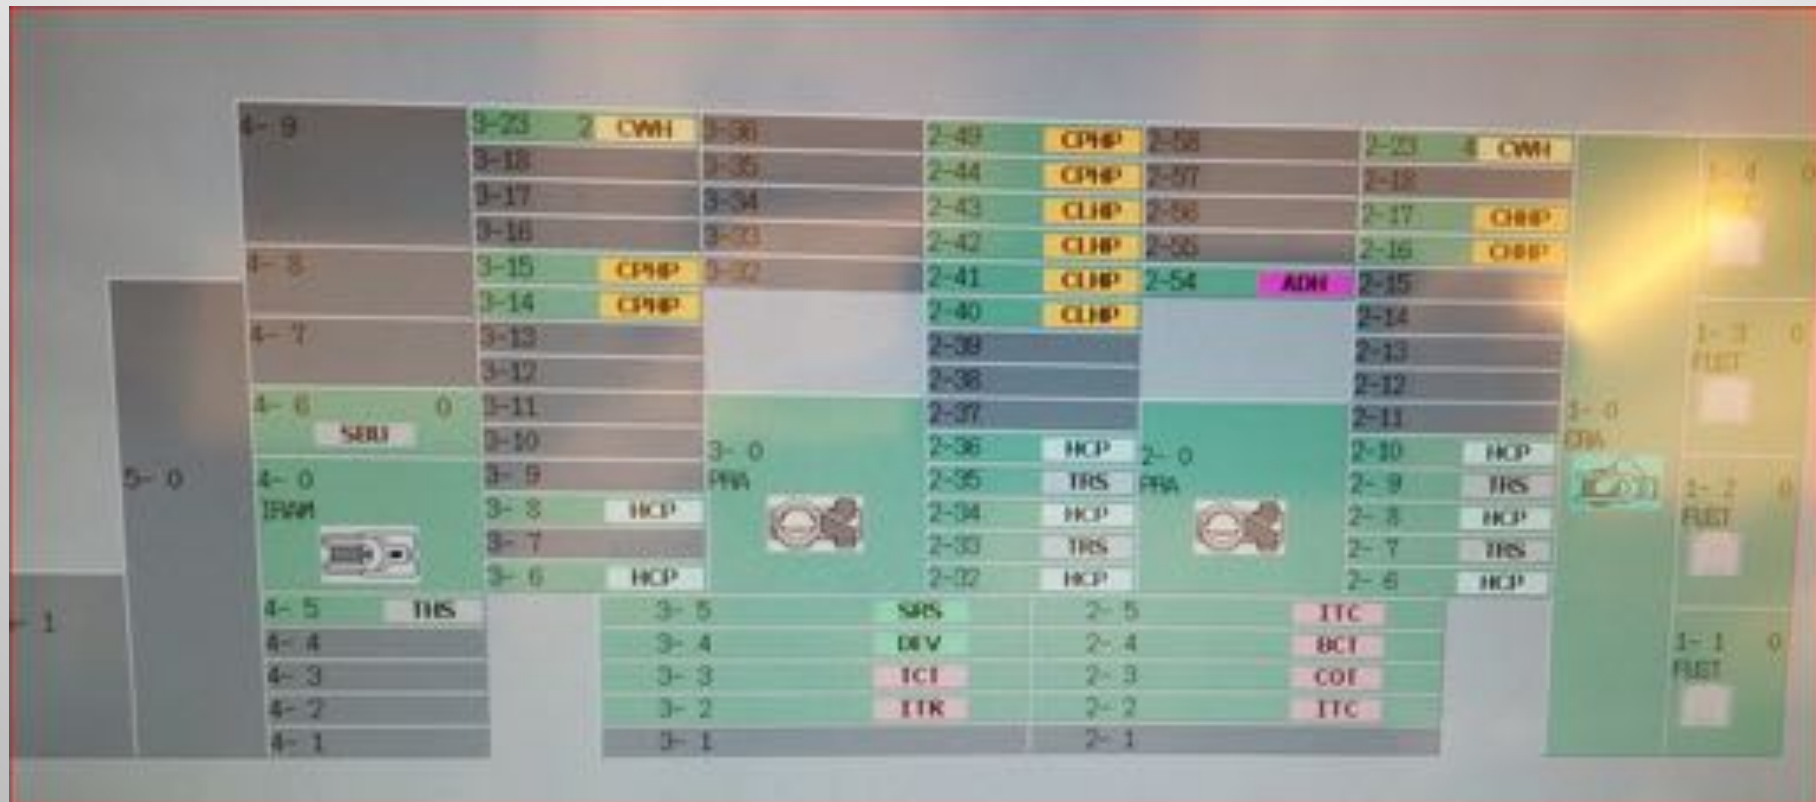 4- 9
4- 8
4- 7
4- 6 0
SBU
4- 0
IRAM
4- 5 THS
4- 4
4- 3
4- 2
4- 1
5- 0
- 1
3-23 2 CWH
3-18
3-17
3-16
3-15 CPHP
3-14 CPHP
3-13
3-12
3-11
3-10
3- 9
3- 8 HCP
3- 7
3- 6 HCP
3-36
3-35
3-34
3-33
3-32
3- 0
PRA
3- 5 SRS
3- 4 DEV
3- 3 TCT
3- 2 ITR
3- 1
2-49 CPHP
2-44 CPHP
2-43 CLHP
2-42 CLHP
2-41 CLHP
2-40 CLHP
2-39
2-38
2-37
2-36 HCP
2-35 TRS
2-34 HCP
2-33 TRS
2-32 HCP
2-58
2-57
2-56
2-55
2-54 ADH
2- 0
PRA
2-23 4 CWH
2-18
2-17 CHHP
2-16 CHHP
2-15
2-14
2-13
2-12
2-11
2-10 HCP
2- 9 TRS
2- 8 HCP
2- 7 TRS
2- 6 HCP
2- 5 ITC
2- 4 BCT
2- 3 COT
2- 2 ITC
2- 1
1- 0
CRA
1- 4 0
1- 3 0
FUST
1- 2 0
FUST
1- 1 0
FUST